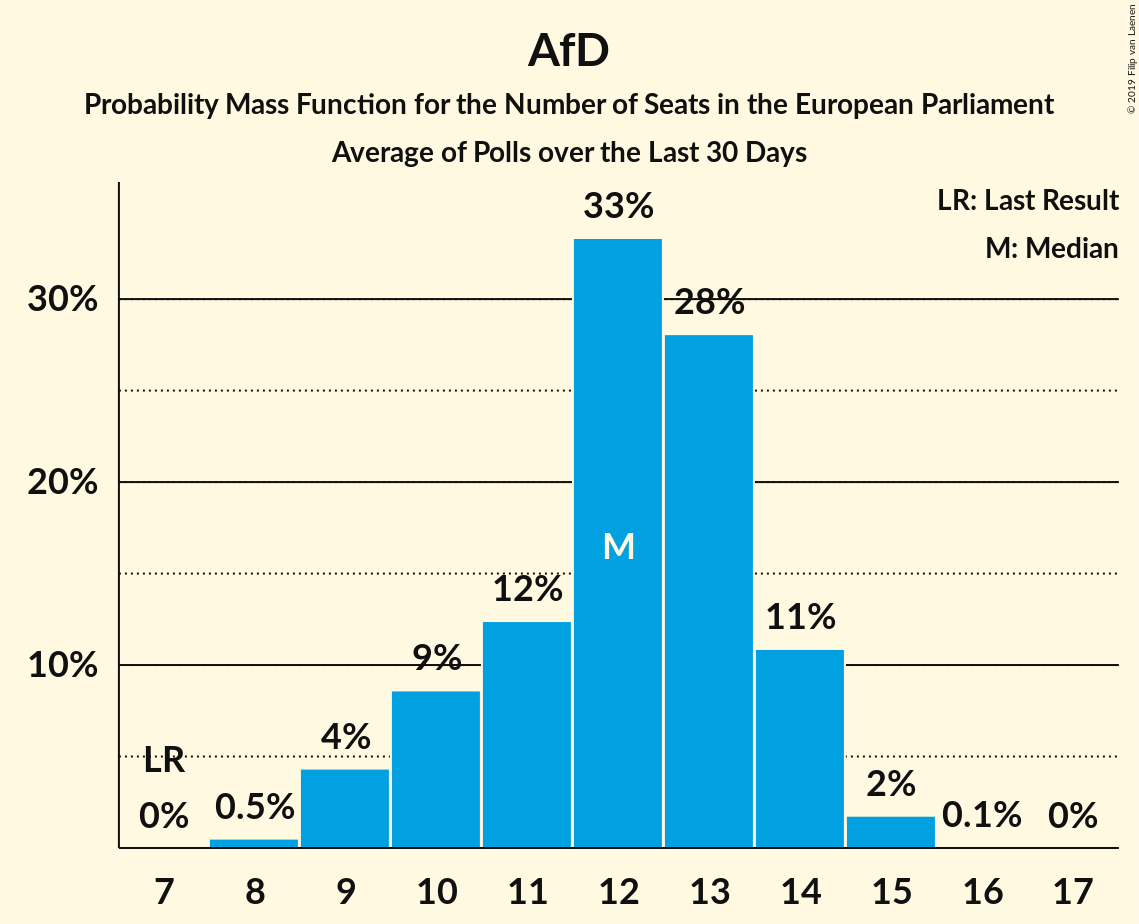 AfD
Probability Mass Function for the Number of Seats in the European Parliament
Average of Polls over the Last 30 Days
© 2019 Filip van Laenen
LR: Last Result
M: Median
33%
30%
28%
20%
M
12%
11%
10%
9%
4%
LR
2%
0%
0.5%
0.1%
0%
7 8 9 10 11 12 13 14 15 16 17